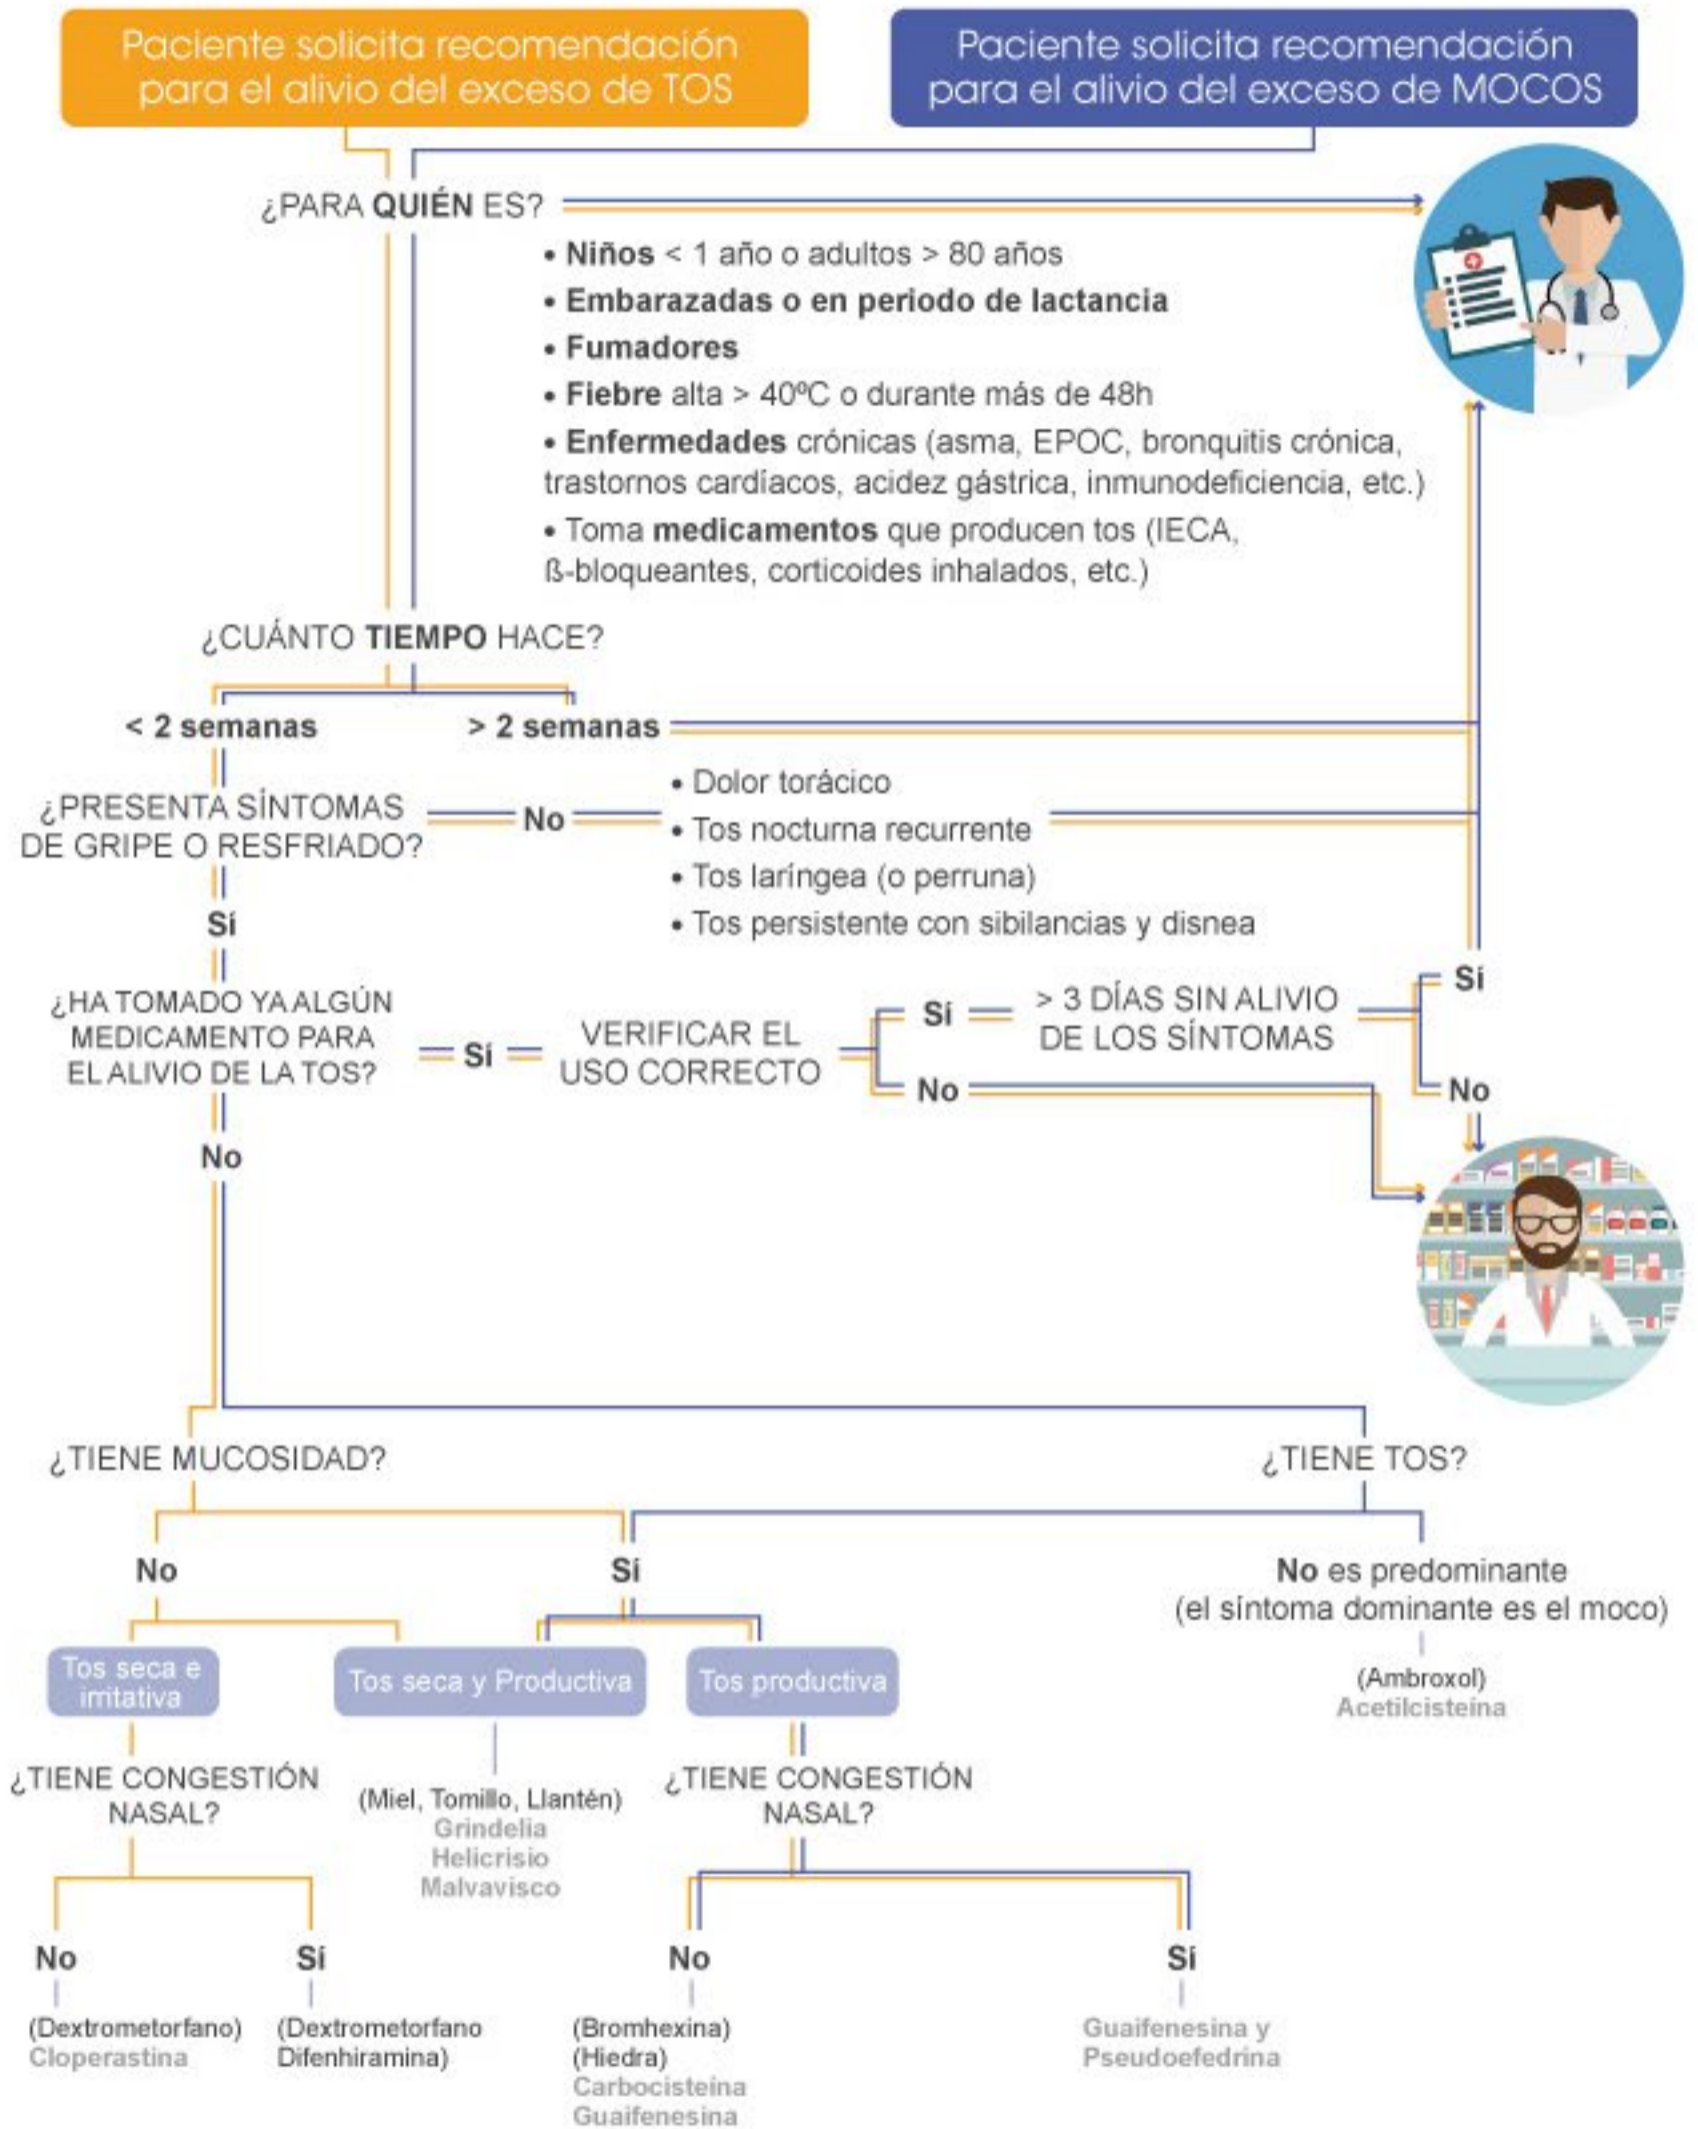 Paciente solicita recomendación
para el alivio del exceso de TOS
Paciente solicita recomendación
para el alivio del exceso de MOCOS
¿PARA QUIÉN ES?
• Niños < 1 año o adultos > 80 años
• Embarazadas o en periodo de lactancia
• Fumadores
• Fiebre alta > 40ºC o durante más de 48h
• Enfermedades crónicas (asma, EPOC, bronquitis crónica,
trastornos cardíacos, acidez gástrica, inmunodeficiencia, etc.)
• Toma medicamentos que producen tos (IECA,
ß-bloqueantes, corticoides inhalados, etc.)
¿CUÁNTO TIEMPO HACE?
< 2 semanas
> 2 semanas
¿PRESENTA SÍNTOMAS
DE GRIPE O RESFRIADO?
No
• Dolor torácico
• Tos nocturna recurrente
• Tos laríngea (o perruna)
• Tos persistente con sibilancias y disnea
Sí
¿HA TOMADO YA ALGÚN
MEDICAMENTO PARA
EL ALIVIO DE LA TOS?
Sí
VERIFICAR EL
USO CORRECTO
Sí
> 3 DÍAS SIN ALIVIO
DE LOS SÍNTOMAS
Sí
No
No
No
¿TIENE MUCOSIDAD?
¿TIENE TOS?
No
Sí
No es predominante
(el síntoma dominante es el moco)
Tos seca e
irritativa
Tos seca y Productiva
Tos productiva
(Ambroxol)
Acetilcisteína
¿TIENE CONGESTIÓN
NASAL?
(Miel, Tomillo, Llantén)
Grindelia
Helicrisio
Malvavisco
¿TIENE CONGESTIÓN
NASAL?
No
Sí
No
Sí
(Dextrometorfano)
Cloperastina
(Dextrometorfano
Difenhiramina)
(Bromhexina)
(Hiedra)
Carbocisteína
Guaifenesina
Guaifenesina y
Pseudoefedrina